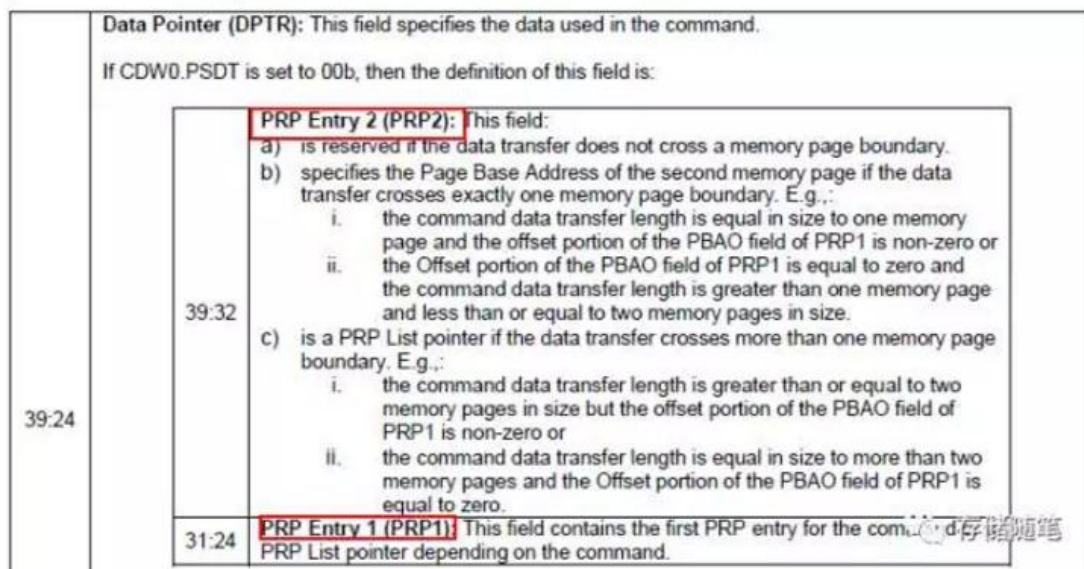 Data Pointer (DPTR): This field specifies the data used in the command.
If CDW0.PSDT is set to 00b, then the definition of this field is:
PRP Entry 2 (PRP2): This field:
a) is reserved if the data transfer does not cross a memory page boundary.
b) specifies the Page Base Address of the second memory page if the data
transfer crosses exactly one memory page boundary. E.g.,:
i. the command data transfer length is equal in size to one memory
page and the offset portion of the PBAO field of PRP1 is non-zero or
ii. the Offset portion of the PBAO field of PRP1 is equal to zero and
the command data transfer length is greater than one memory page
39:32 and less than or equal to two memory pages in size.
c) is a PRP List pointer if the data transfer crosses more than one memory page
boundary. E.g.,:
i. the command data transfer length is greater than or equal to two
39:24 memory pages in size but the offset portion of the PBAO field of
PRP1 is non-zero or
ii. the command data transfer length is equal in size to more than two
memory pages and the Offset portion of the PBAO field of PRP1 is
equal to zero.
31:24 PRP Entry 1 (PRP1): This field contains the first PRP entry for the
PRP List pointer depending on the command.
存储随笔